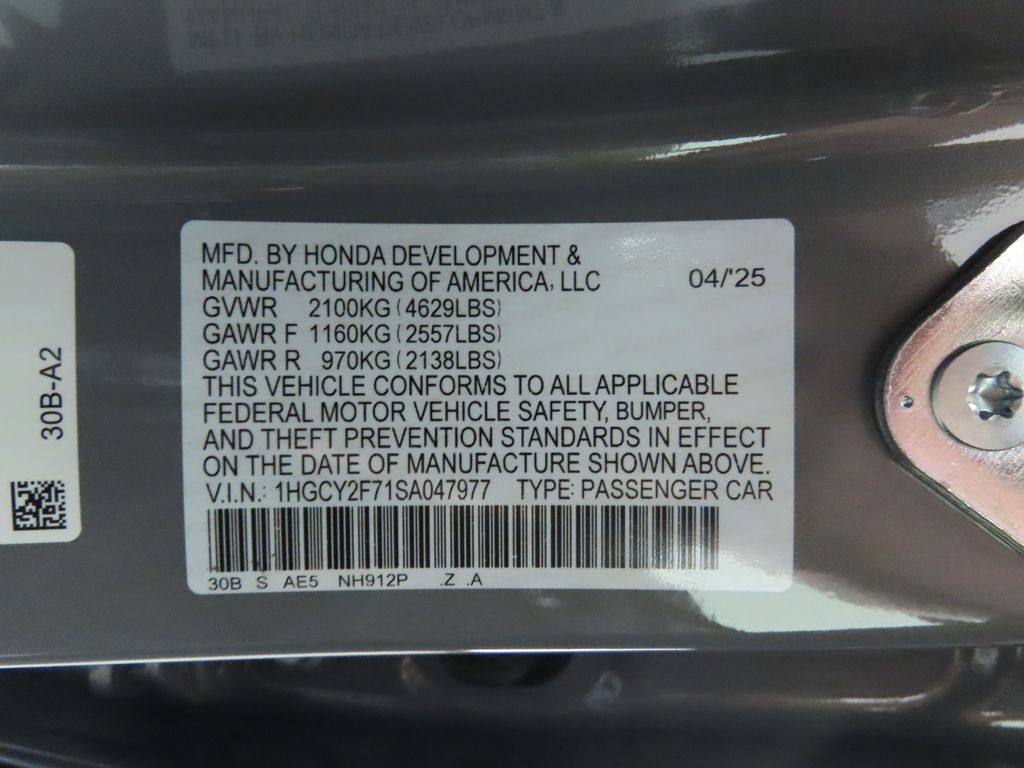 MFD. BY HONDA DEVELOPMENT &
MANUFACTURING OF AMERICA, LLC 04/'25
GVWR 2100KG (4629LBS)
GAWR F 1160KG (2557LBS)
GAWR R 970KG (2138LBS)
THIS VEHICLE CONFORMS TO ALL APPLICABLE
FEDERAL MOTOR VEHICLE SAFETY, BUMPER,
AND THEFT PREVENTION STANDARDS IN EFFECT
ON THE DATE OF MANUFACTURE SHOWN ABOVE.
V.I.N.: 1HGCY2F71SA047977 TYPE: PASSENGER CAR
30B S AE5 NH912P .Z .A
30B-A2